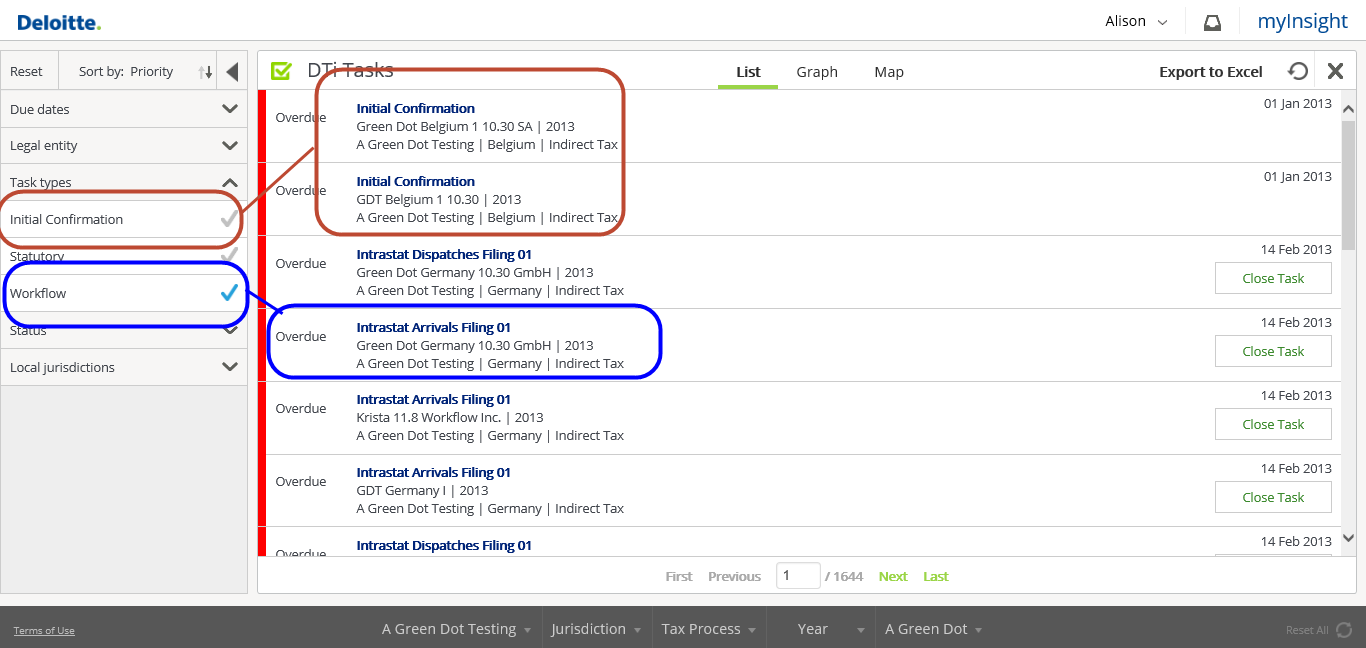 Deloitte.
Alison
myInsight
Reset
Sort by: Priority
Due dates
Legal entity
Task types
Initial Confirmation
Statutory
Workflow
Status
Local jurisdictions
DTi Tasks
List
Graph
Map
Export to Excel
Overdue
Initial Confirmation
Green Dot Belgium 1 10.30 SA | 2013
A Green Dot Testing | Belgium | Indirect Tax
01 Jan 2013
Overdue
Initial Confirmation
GDT Belgium 1 10.30 | 2013
A Green Dot Testing | Belgium | Indirect Tax
01 Jan 2013
Overdue
Intrastat Dispatches Filing 01
Green Dot Germany 10.30 GmbH | 2013
A Green Dot Testing | Germany | Indirect Tax
14 Feb 2013
Close Task
Overdue
Intrastat Arrivals Filing 01
Green Dot Germany 10.30 GmbH | 2013
A Green Dot Testing | Germany | Indirect Tax
14 Feb 2013
Close Task
Overdue
Intrastat Arrivals Filing 01
Krista 11.8 Workflow Inc. | 2013
A Green Dot Testing | Germany | Indirect Tax
14 Feb 2013
Close Task
Overdue
Intrastat Arrivals Filing 01
GDT Germany I | 2013
A Green Dot Testing | Germany | Indirect Tax
14 Feb 2013
Close Task
Overdue
Intrastat Dispatches Filing 01
14 Feb 2013
First Previous 1 / 1644 Next Last
Terms of Use
A Green Dot Testing
Jurisdiction
Tax Process
Year
A Green Dot
Reset All